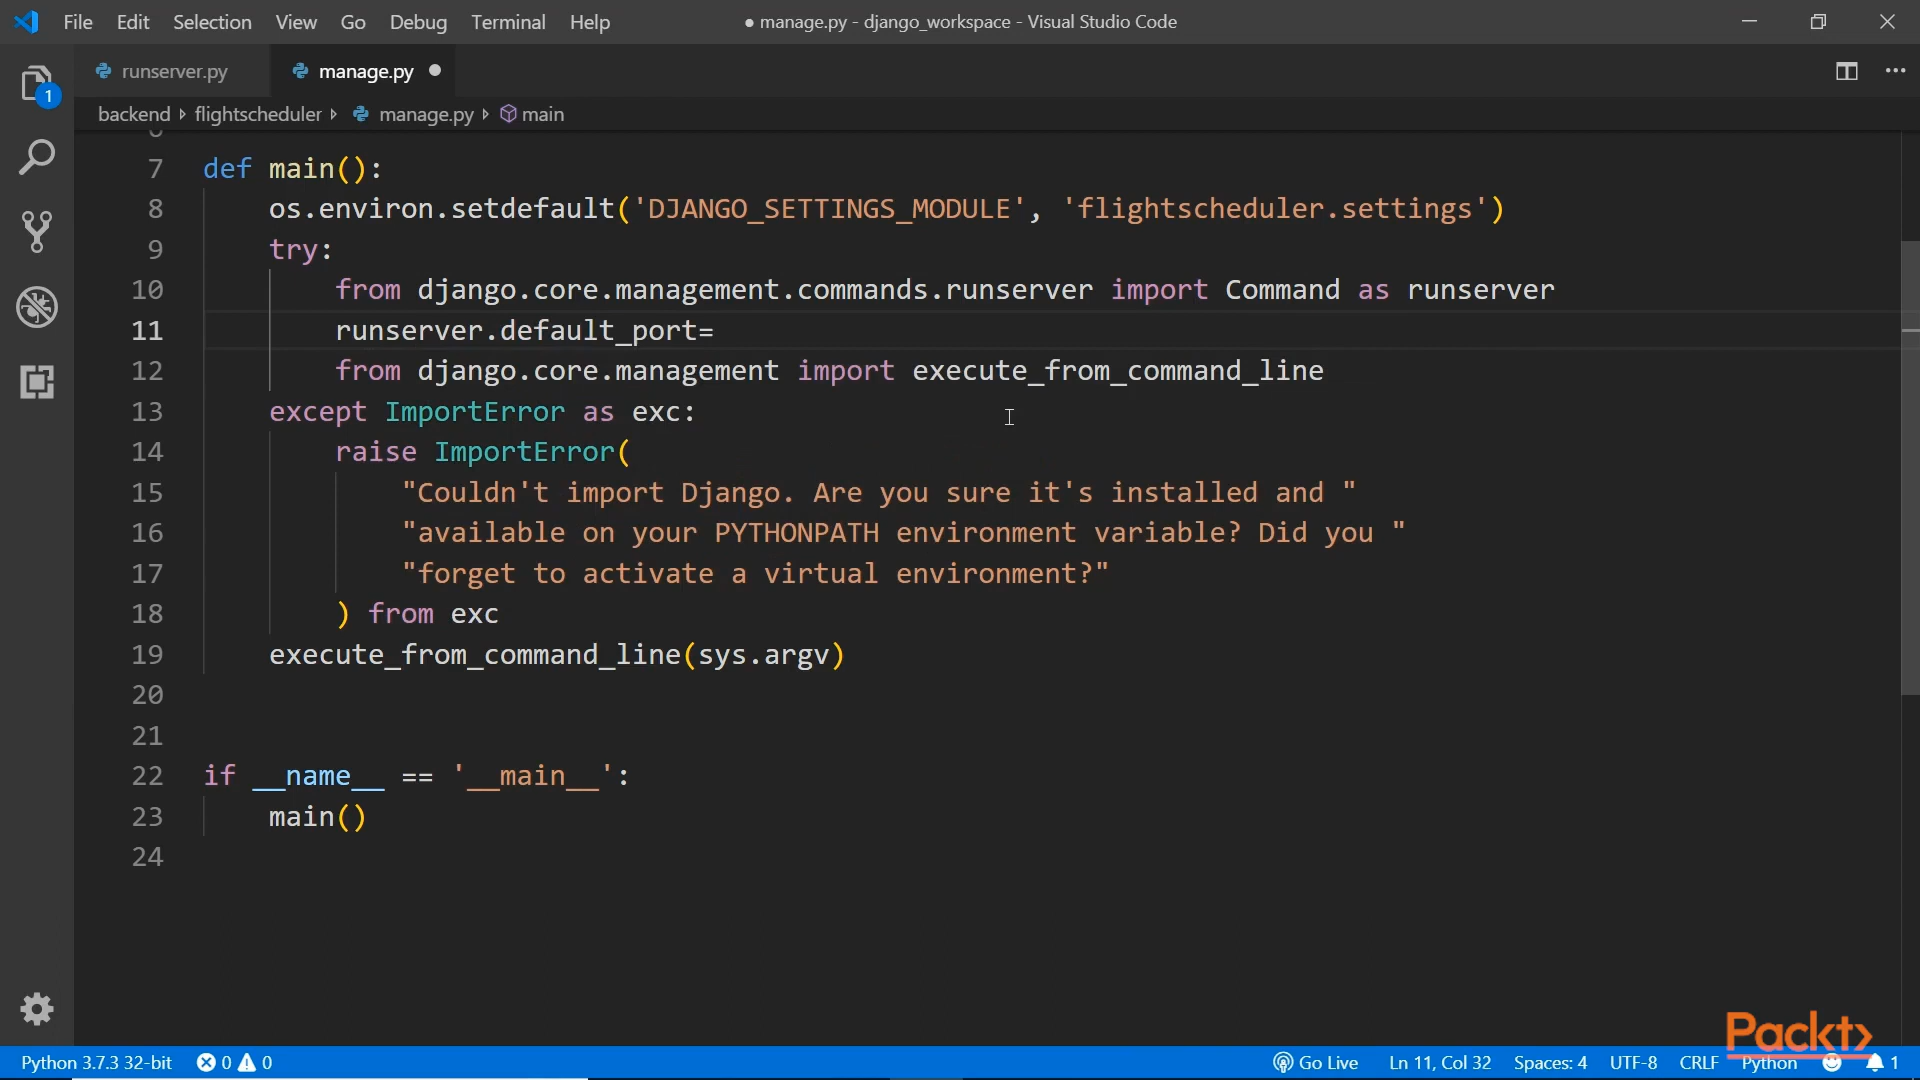 File Edit Selection View Go Debug Terminal Help ● manage.py - django_workspace - Visual Studio Code
runserver.py manage.py ●
1
backend flightscheduler manage.py main
6
7 def main():
8 os.environ.setdefault('DJANGO_SETTINGS_MODULE', 'flightscheduler.settings')
9 try:
10 from django.core.management.commands.runserver import Command as runserver
11 runserver.default_port=
12 from django.core.management import execute_from_command_line
13 except ImportError as exc:
14 raise ImportError(
15 "Couldn't import Django. Are you sure it's installed and "
16 "available on your PYTHONPATH environment variable? Did you "
17 "forget to activate a virtual environment?"
18 ) from exc
19 execute_from_command_line(sys.argv)
20
21
22 if __name__ == '__main__':
23 main()
24
Packt>
Python 3.7.3 32-bit 0 0 Go Live Ln 11, Col 32 Spaces: 4 UTF-8 CRLF Python 1